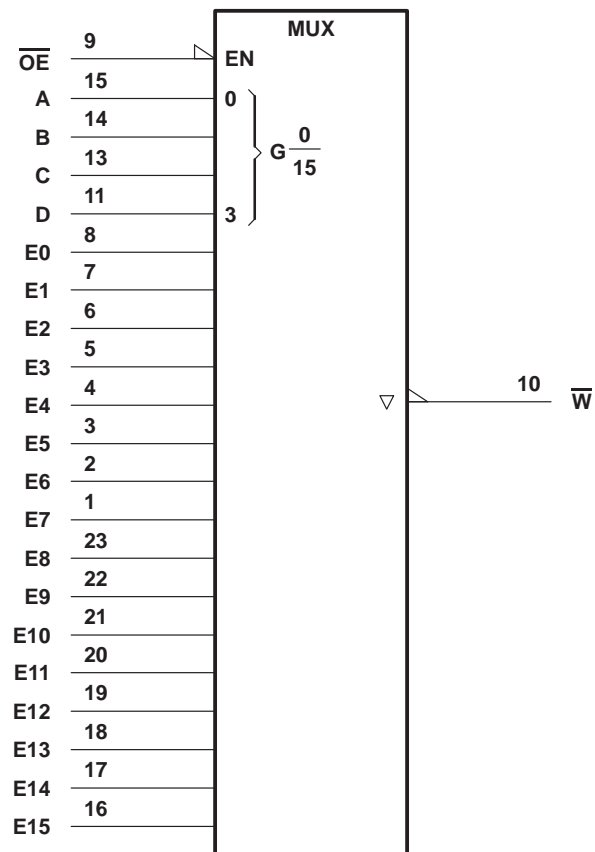 MUX
O̅E̅ 9 EN
A 15 0
B 14
C 13
G 0/15
D 11 3
E0 8
E1 7
E2 6
E3 5
E4 4
10 W̅
E5 3
E6 2
E7 1
E8 23
E9 22
E10 21
E11 20
E12 19
E13 18
E14 17
E15 16